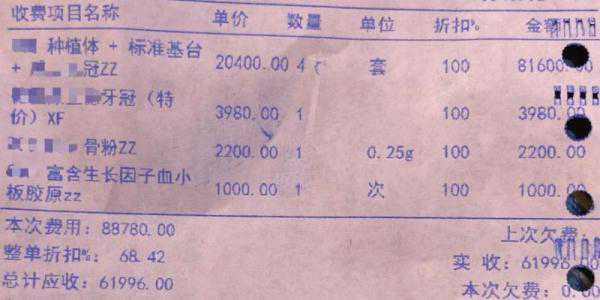 收费项目名称 单价 数量 单位 折扣% 金额
种植体 + 标准基台 20400.00 4 套 100 81600.00
+ 冠ZZ
牙冠（特 3980.00 1 100 3980.00
价）XF
骨粉ZZ 2200.00 1 0.25g 100 2200.00
富含生长因子血小 1000.00 1 次 100 1000.00
板胶原zz
本次费用：88780.00 上次欠费：
整单折扣%： 68.42 实 收：61996.00
总计应收：61996.00 本次欠费：0.00